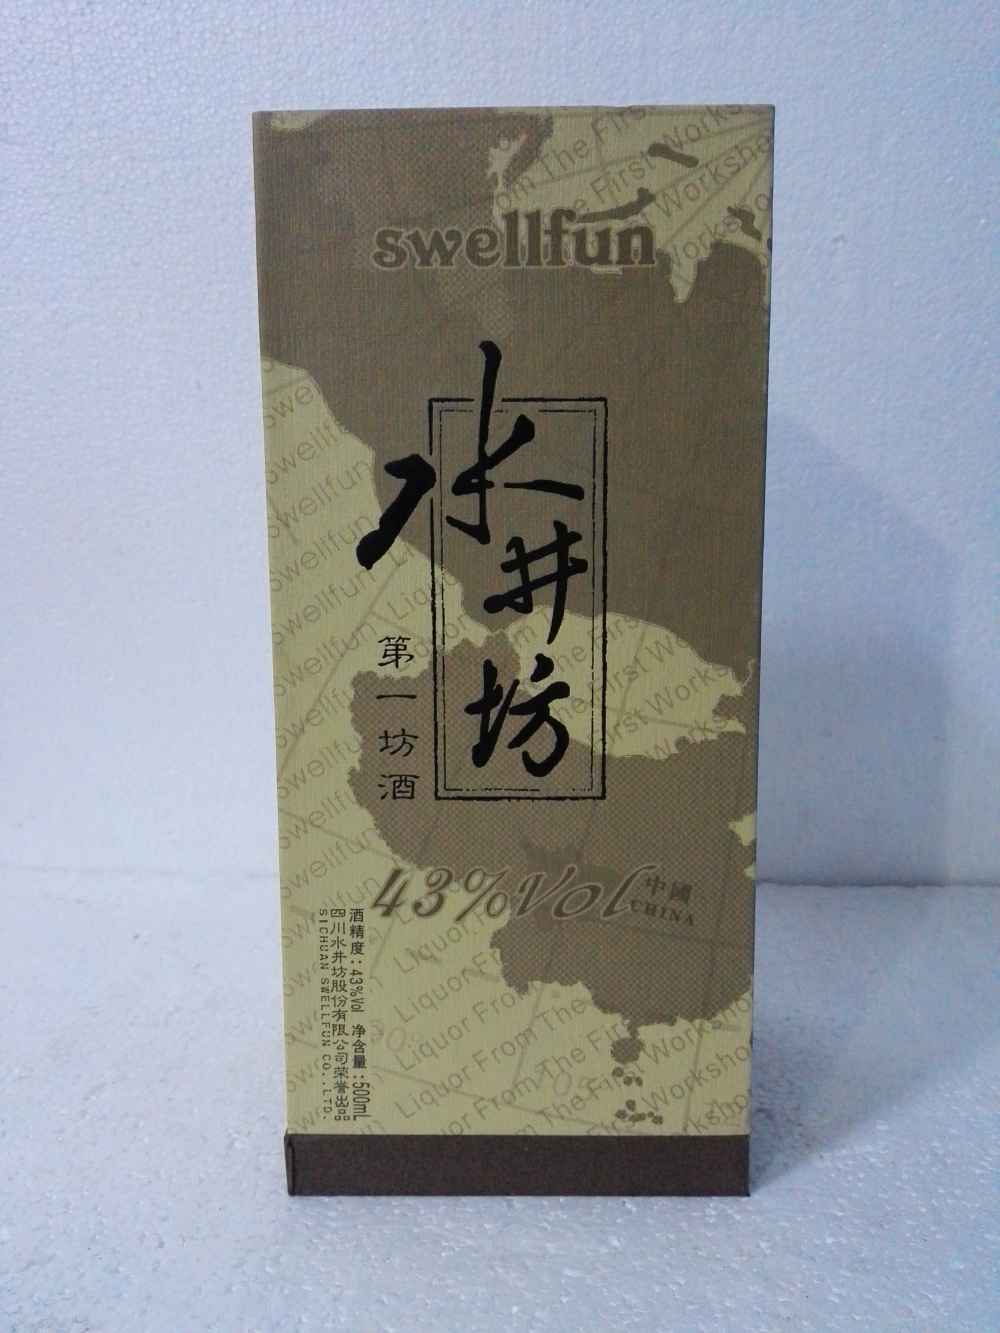 swellfun
水井坊
第一坊酒
43%Vol
中國
CHINA
酒精度:43%Vol 净含量:500mL
四川水井坊股份有限公司荣誉出品
SICHUAN SWELLFUN CO.,LTD.
Liquor From The First Workshop
swellfun